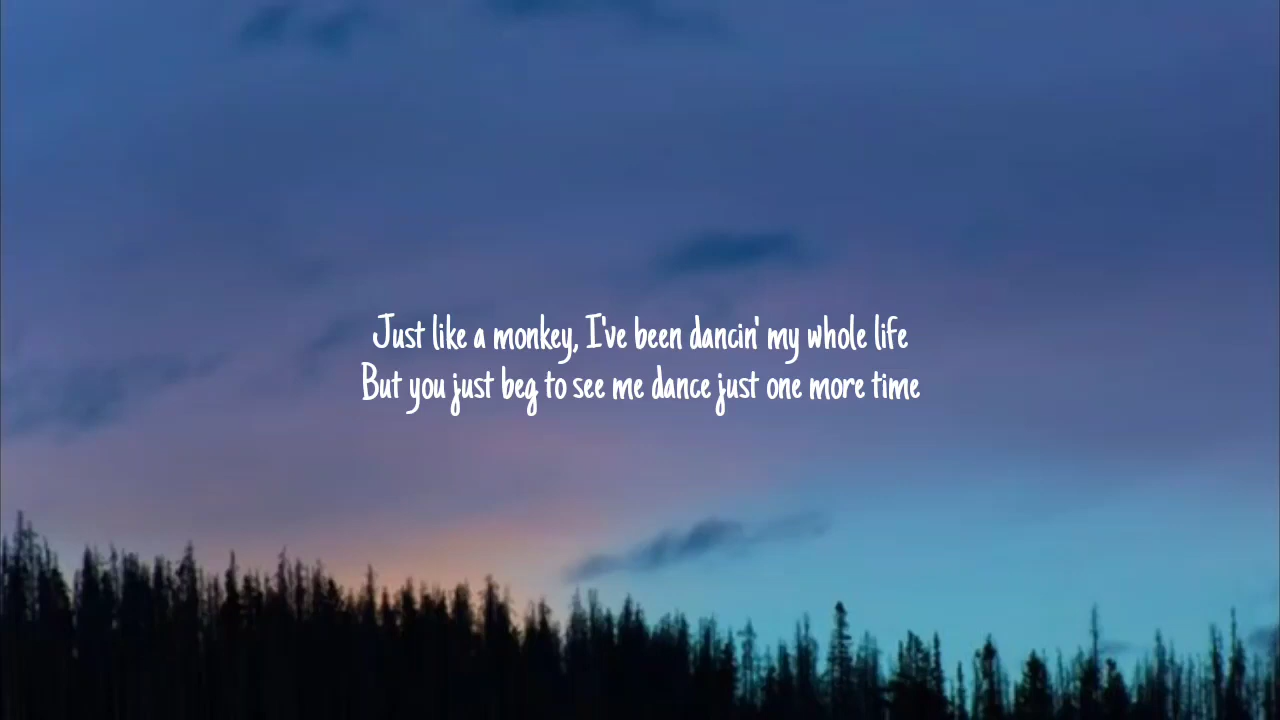 Just like a monkey, I've been dancin' my whole life
But you just beg to see me dance just one more time